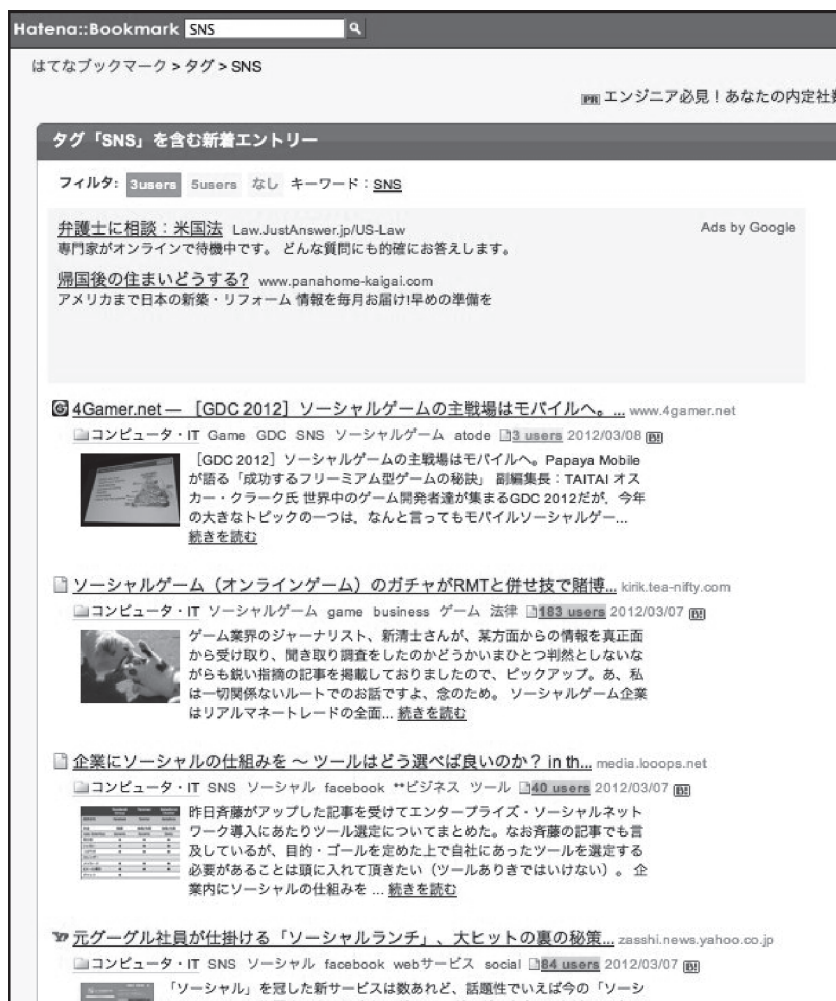 Hatena::Bookmark SNS
はてなブックマーク > タグ > SNS
PR エンジニア必見！あなたの内定社数
タグ「SNS」を含む新着エントリー
フィルタ: 3users 5users なし キーワード：SNS
弁護士に相談：米国法 Law.JustAnswer.jp/US-Law Ads by Google
専門家がオンラインで待機中です。 どんな質問にも的確にお答えします。
帰国後の住まいどうする? www.panahome-kaigai.com
アメリカまで日本の新築・リフォーム 情報を毎月お届け!早めの準備を
4Gamer.net ― ［GDC 2012］ソーシャルゲームの主戦場はモバイルへ。... www.4gamer.net
コンピュータ・IT Game GDC SNS ソーシャルゲーム atode 3 users 2012/03/08 B!
［GDC 2012］ソーシャルゲームの主戦場はモバイルへ。Papaya Mobile
が語る「成功するフリーミアム型ゲームの秘訣」 副編集長：TAITAI オス
カー・クラーク氏 世界中のゲーム開発者達が集まるGDC 2012だが，今年
の大きなトピックの一つは，なんと言ってもモバイルソーシャルゲー...
続きを読む
ソーシャルゲーム（オンラインゲーム）のガチャがRMTと併せ技で賭博... kirik.tea-nifty.com
コンピュータ・IT ソーシャルゲーム game business ゲーム 法律 183 users 2012/03/07 B!
ゲーム業界のジャーナリスト、新清士さんが、某方面からの情報を真正面
から受け取り、聞き取り調査をしたのかどうかいまひとつ判然としないな
がらも鋭い指摘の記事を掲載しておりましたので、ピックアップ。あ、私
は一切関係ないルートでのお話ですよ、念のため。 ソーシャルゲーム企業
はリアルマネートレードの全面... 続きを読む
企業にソーシャルの仕組みを ～ ツールはどう選べば良いのか？ in th... media.looops.net
コンピュータ・IT SNS ソーシャル facebook **ビジネス ツール 40 users 2012/03/07 B!
昨日斉藤がアップした記事を受けてエンタープライズ・ソーシャルネット
ワーク導入にあたりツール選定についてまとめた。なお斉藤の記事でも言
及しているが、目的・ゴールを定めた上で自社にあったツールを選定する
必要があることは頭に入れて頂きたい（ツールありきではいけない）。 企
業内にソーシャルの仕組みを ... 続きを読む
元グーグル社員が仕掛ける「ソーシャルランチ」、大ヒットの裏の秘策... zasshi.news.yahoo.co.jp
コンピュータ・IT SNS ソーシャル facebook webサービス social 84 users 2012/03/07 B!
「ソーシャル」を冠した新サービスは数あれど、話題性でいえば今の「ソーシ